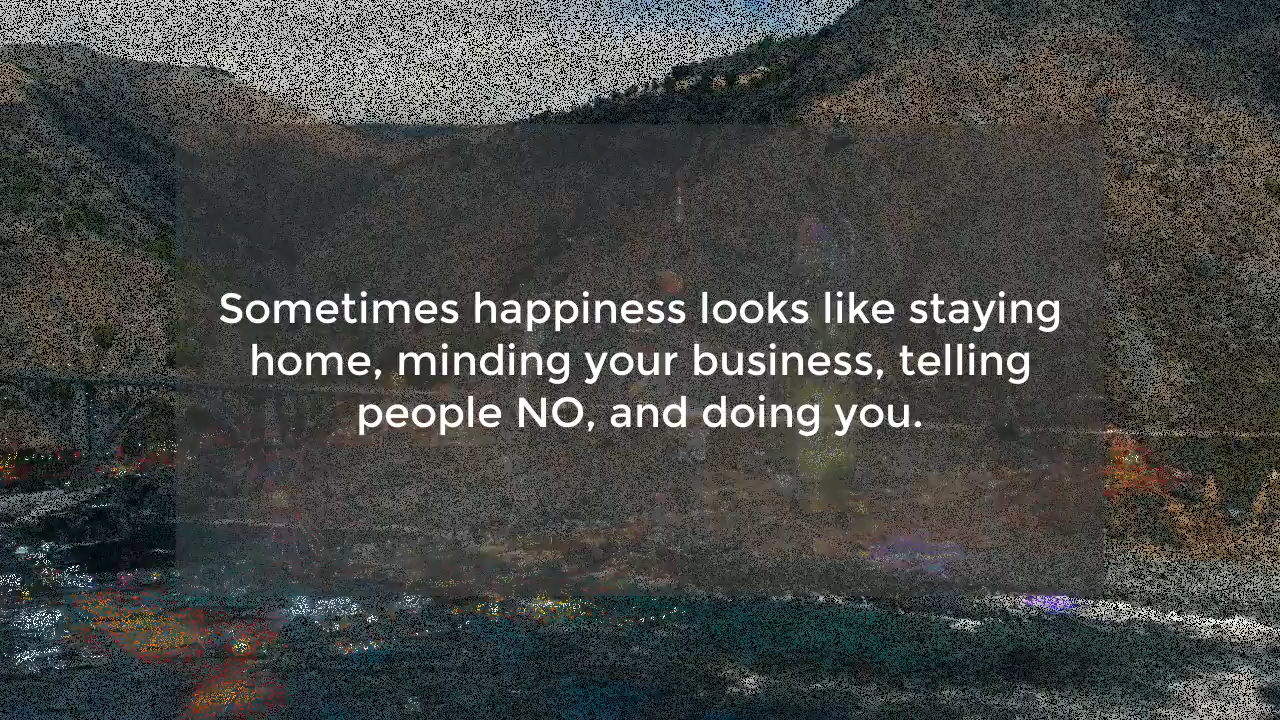 Sometimes happiness looks like staying
home, minding your business, telling
people NO, and doing you.